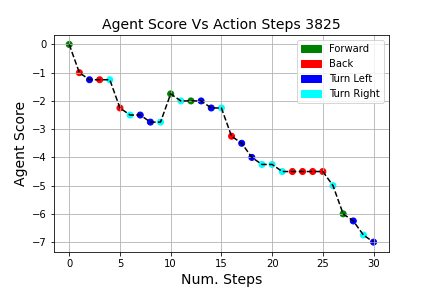 Agent Score Vs Action Steps 3825
Agent Score
0
−1
−2
−3
−4
−5
−6
−7
Forward
Back
Turn Left
Turn Right
0 5 10 15 20 25 30
Num. Steps